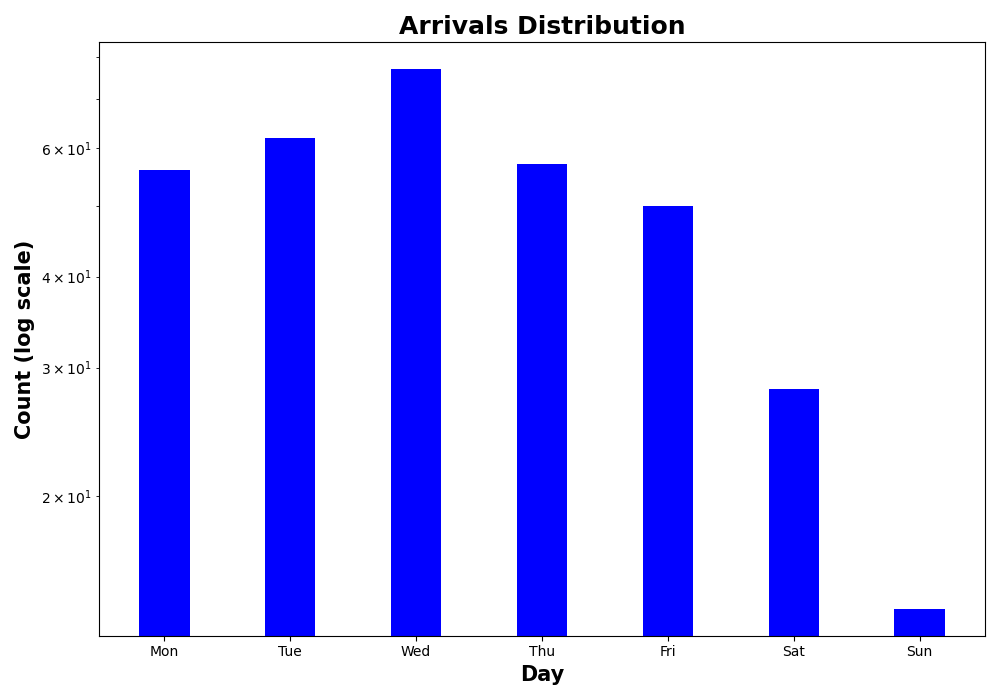 Arrivals Distribution
Count (log scale)
6 × 10¹
4 × 10¹
3 × 10¹
2 × 10¹
Mon Tue Wed Thu Fri Sat Sun
Day